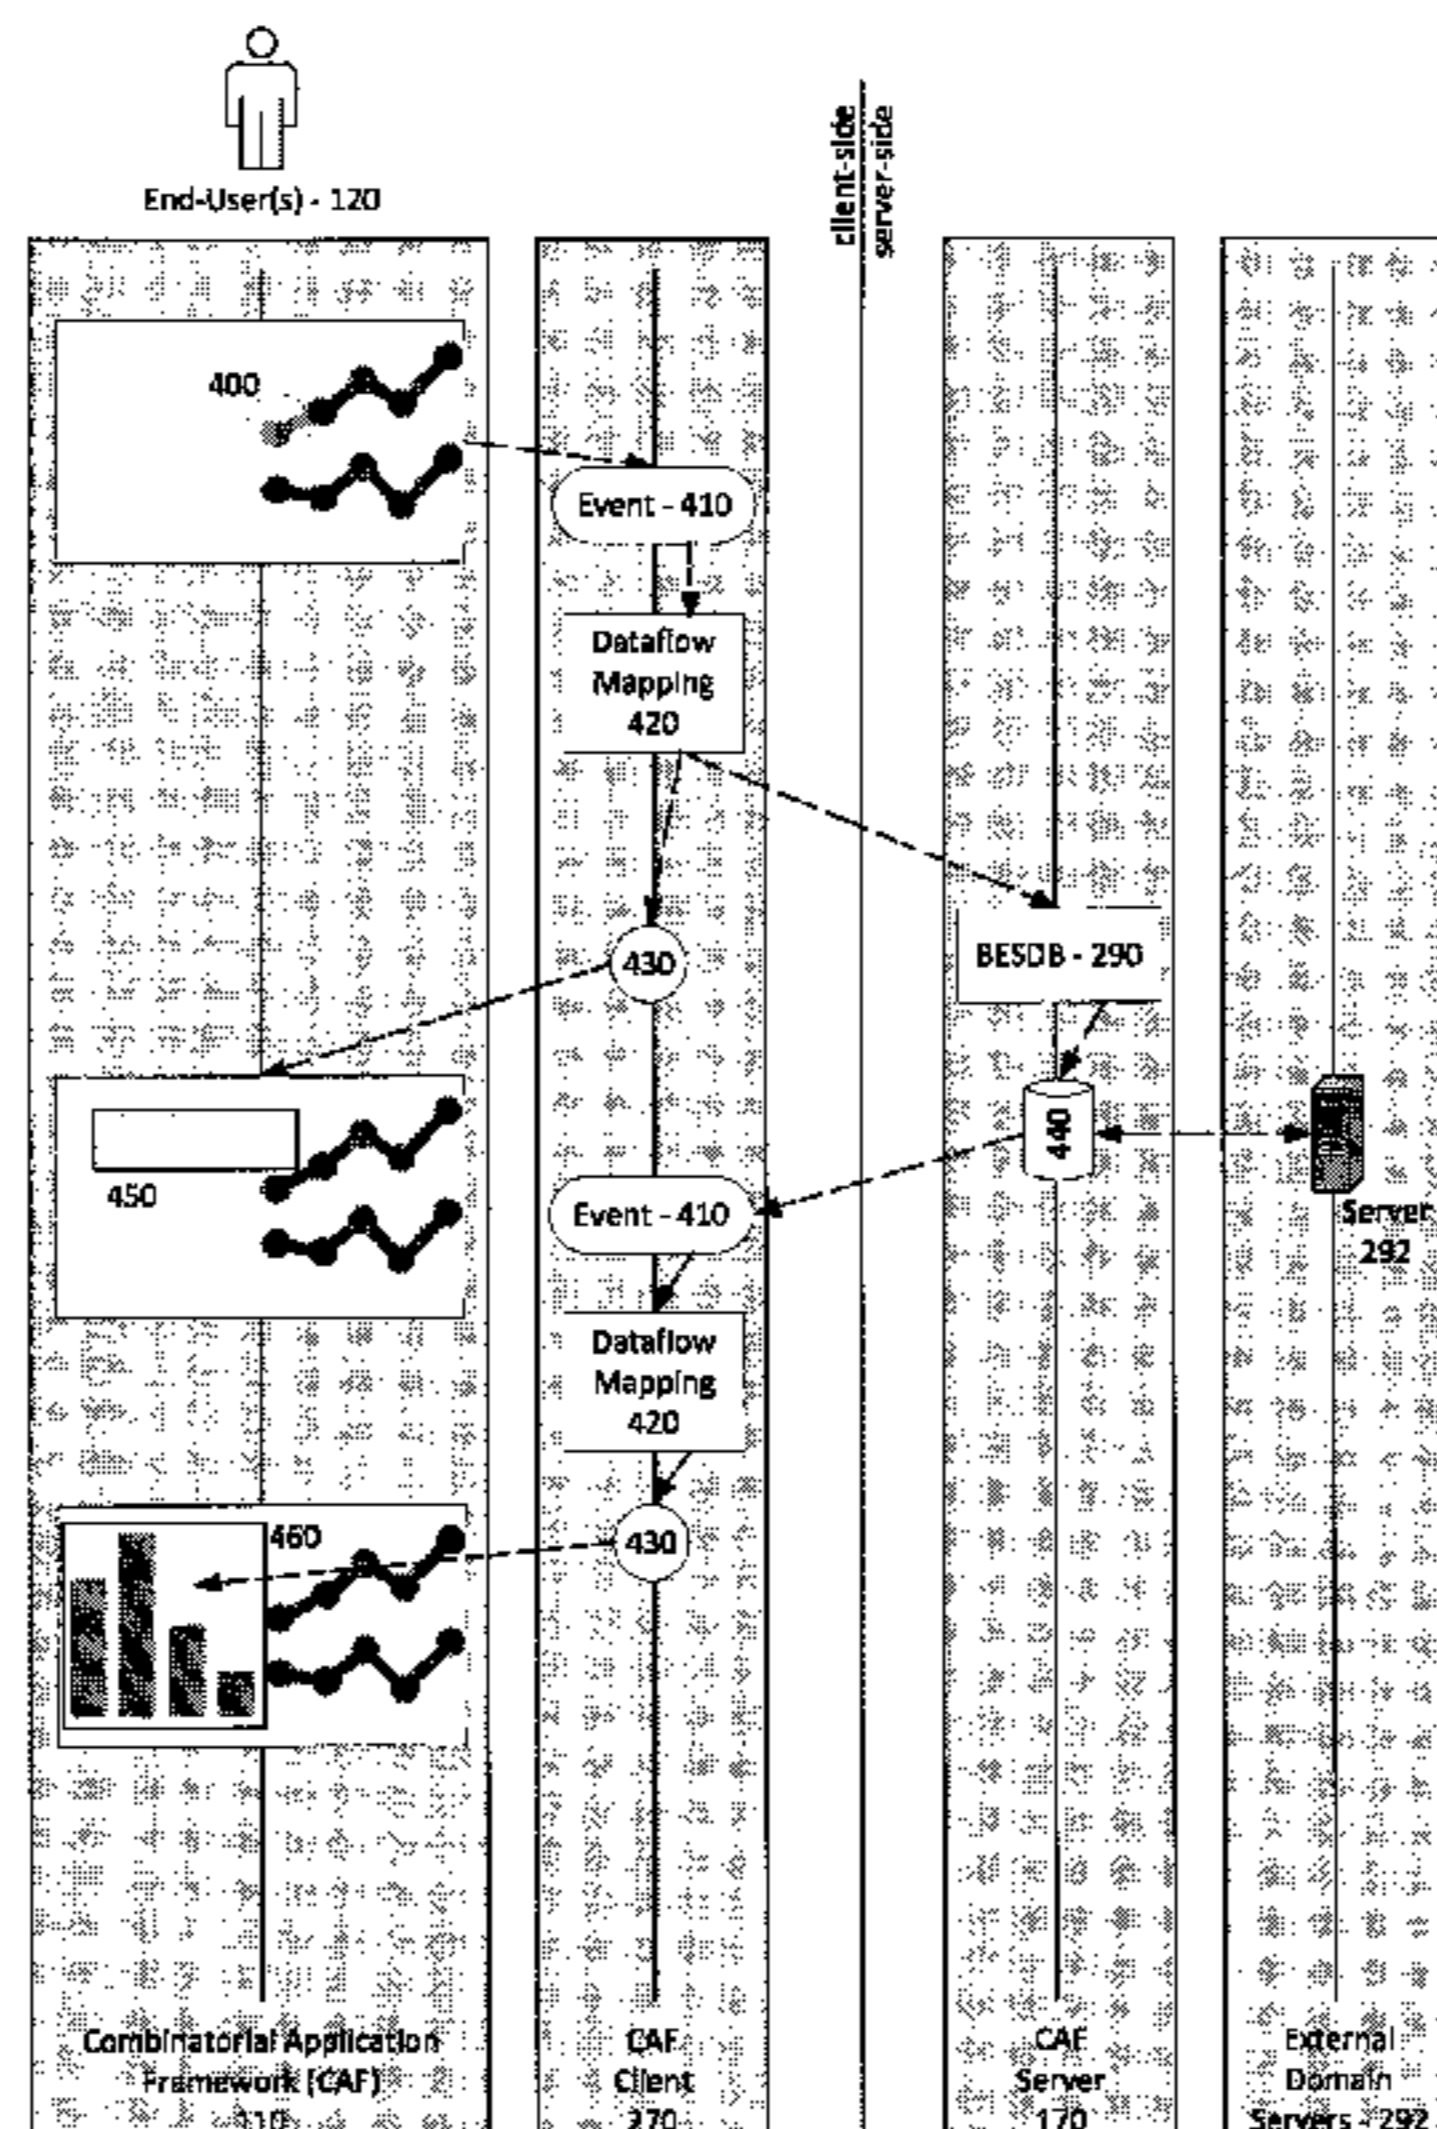 End-User(s) - 120
client-side
server-side
400
Event - 410
Dataflow
Mapping
420
430
BESDB - 290
440
450
Event - 410
Server
292
Dataflow
Mapping
420
460
430
Combinatorial Application
Framework (CAF)
110
CAF
Client
270
CAF
Server
170
External
Domain
Servers - 292